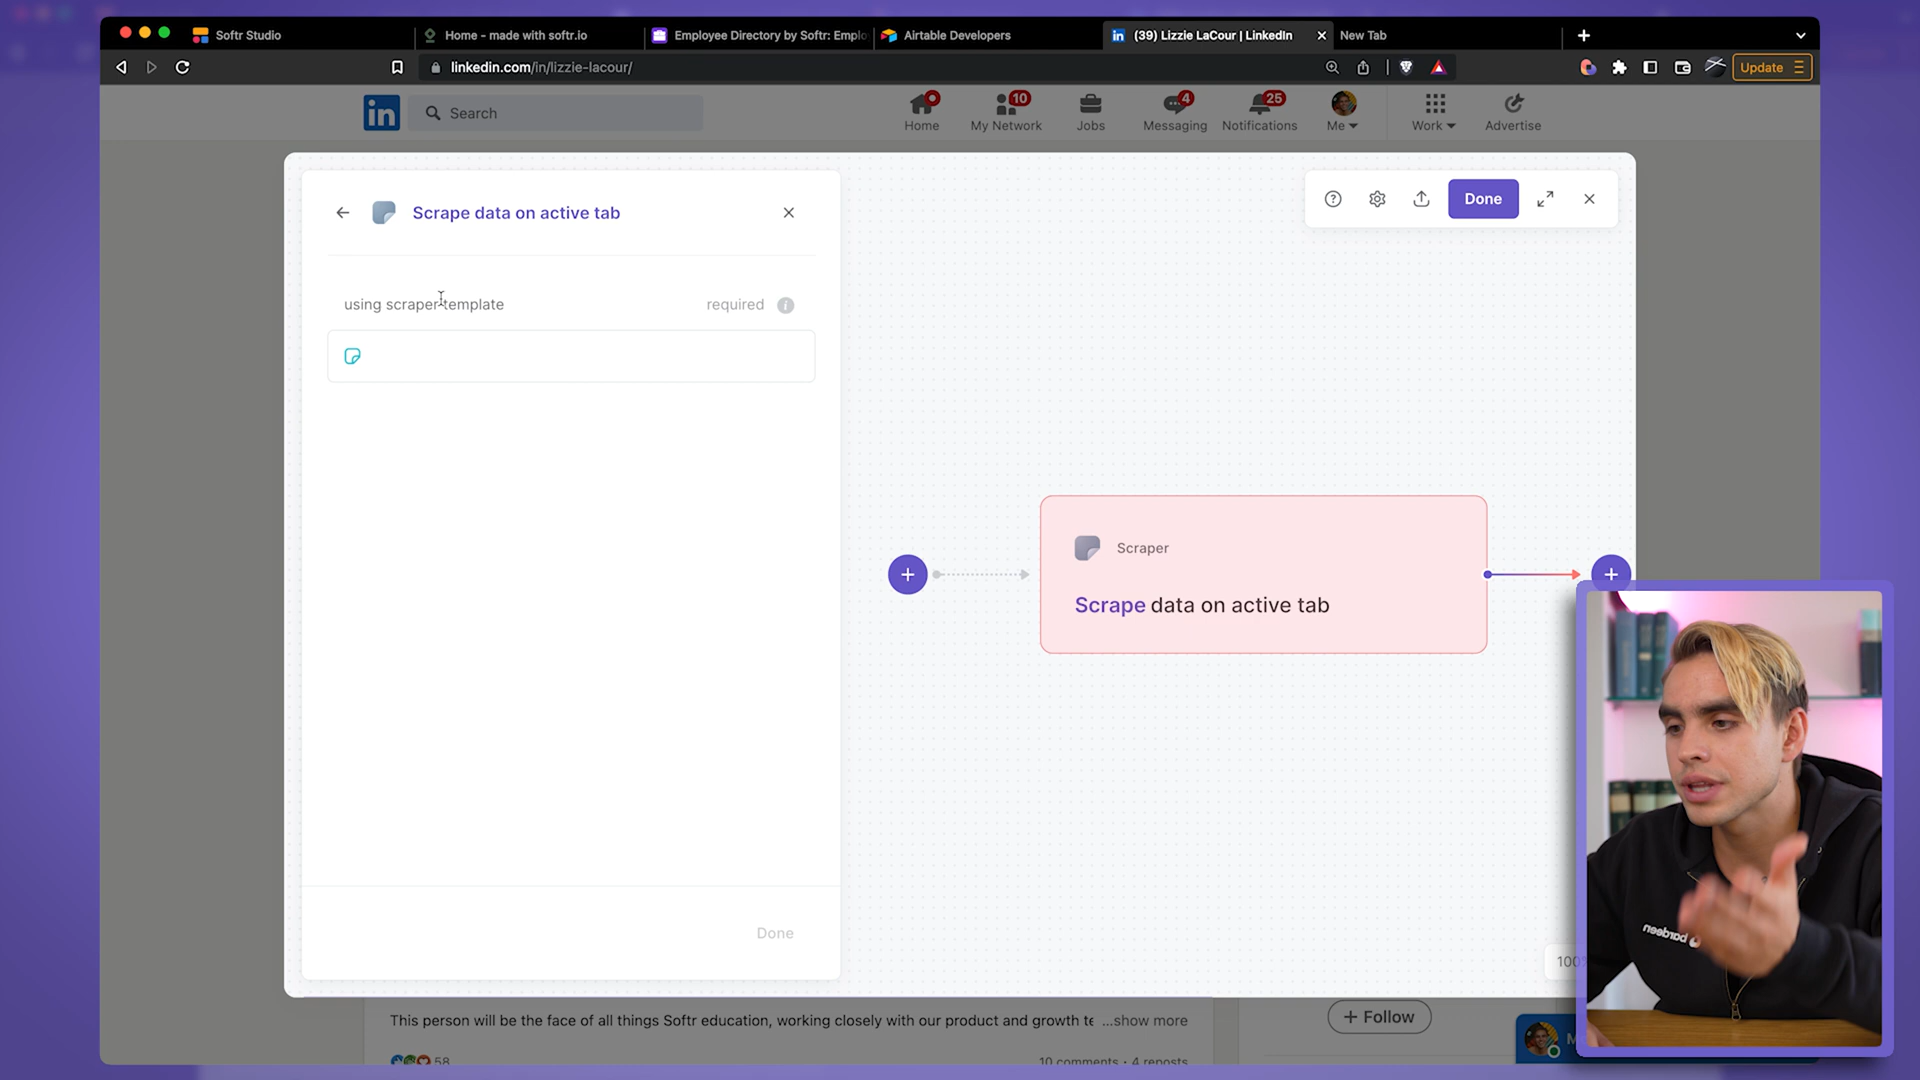 Softr Studio
Home - made with softr.io
Employee Directory by Softr: Emplo
Airtable Developers
(39) Lizzie LaCour | LinkedIn
New Tab
linkedin.com/in/lizzie-lacour/
Update
in
Search
Home
10
My Network
Jobs
4
Messaging
25
Notifications
Me
Work
Advertise
Scrape data on active tab
Done
using scraper template
required
Scraper
Scrape data on active tab
Done
100
bardeen
This person will be the face of all things Softr education, working closely with our product and growth te ...show more
+ Follow
58
10 comments · 4 reposts
M